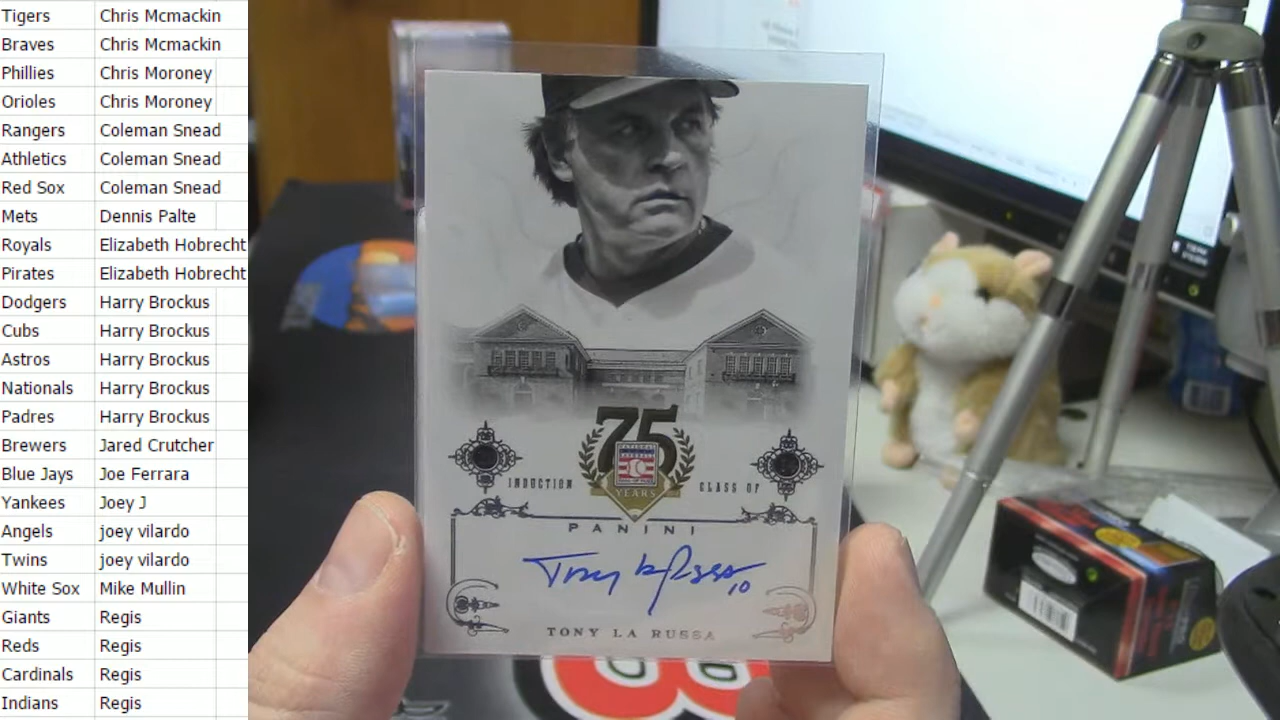 Tigers Chris Mcmackin
Braves Chris Mcmackin
Phillies Chris Moroney
Orioles Chris Moroney
Rangers Coleman Snead
Athletics Coleman Snead
Red Sox Coleman Snead
Mets Dennis Palte
Royals Elizabeth Hobrecht
Pirates Elizabeth Hobrecht
Dodgers Harry Brockus
Cubs Harry Brockus
Astros Harry Brockus
Nationals Harry Brockus
Padres Harry Brockus
Brewers Jared Crutcher
Blue Jays Joe Ferrara
Yankees Joey J
Angels joey vilardo
Twins joey vilardo
White Sox Mike Mullin
Giants Regis
Reds Regis
Cardinals Regis
Indians Regis
75
YEARS
INDUCTION CLASS OF
PANINI
Tony La Russa 10
TONY LA RUSSA